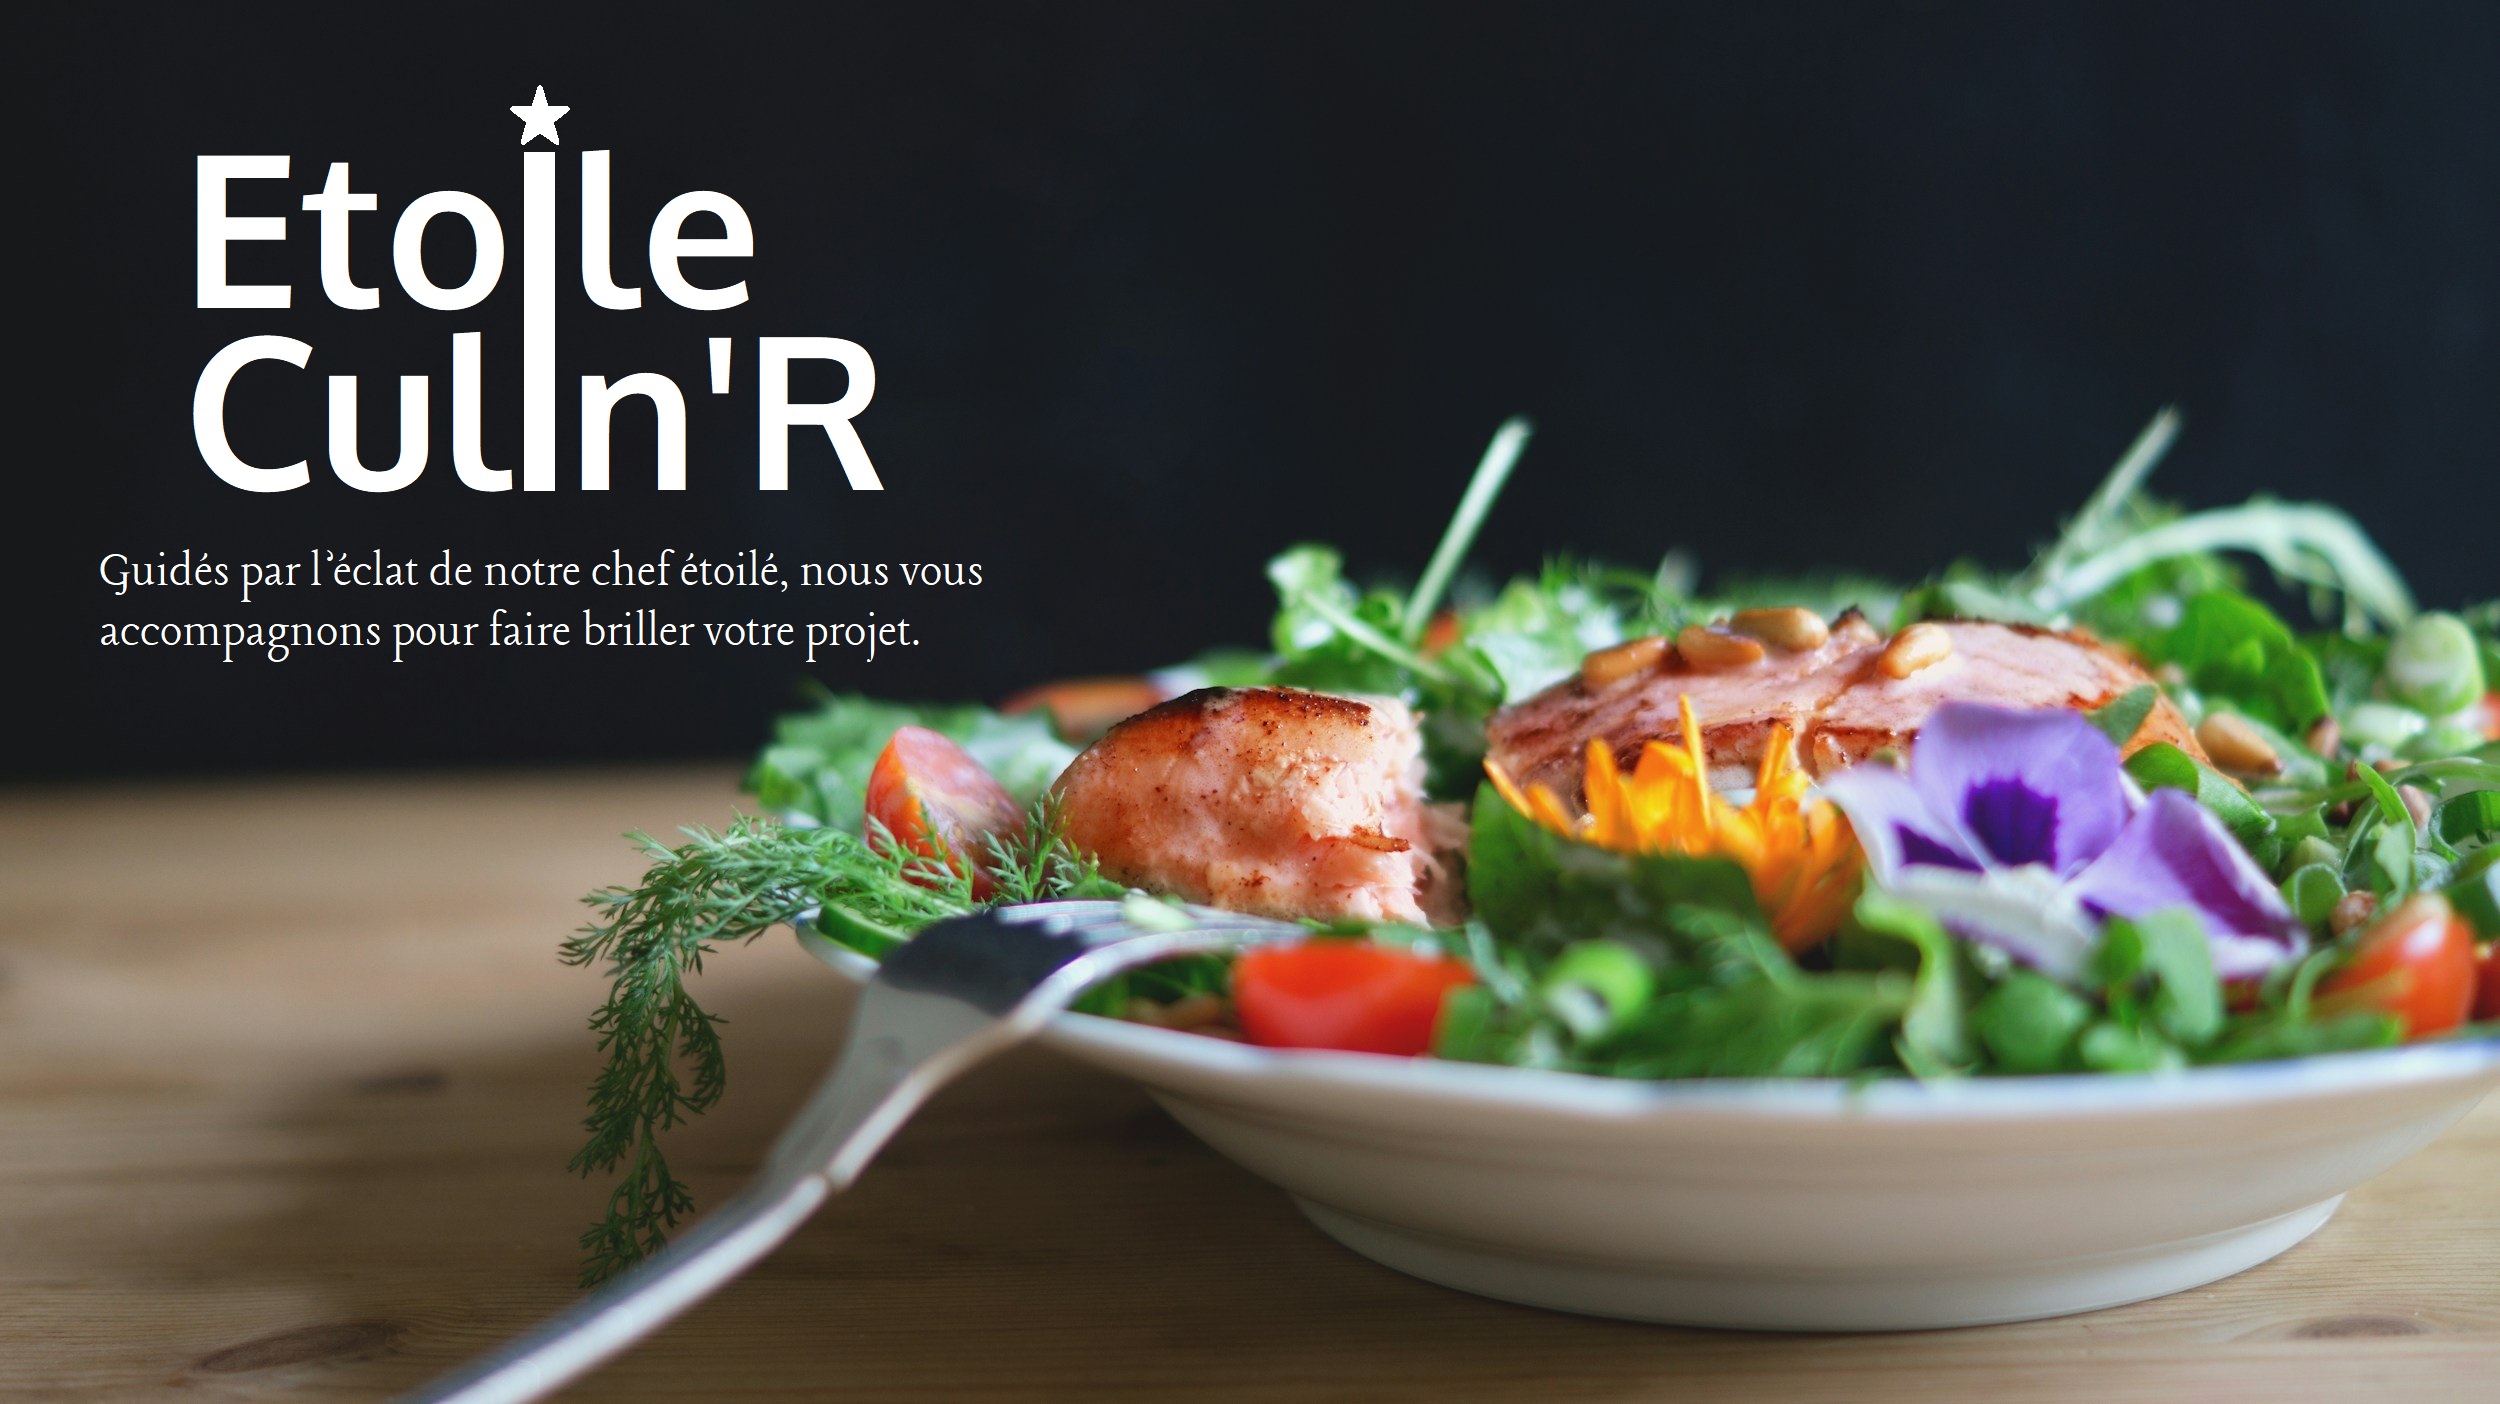 Etoile
Culin'R
Guidés par l'éclat de notre chef étoilé, nous vous
accompagnons pour faire briller votre projet.